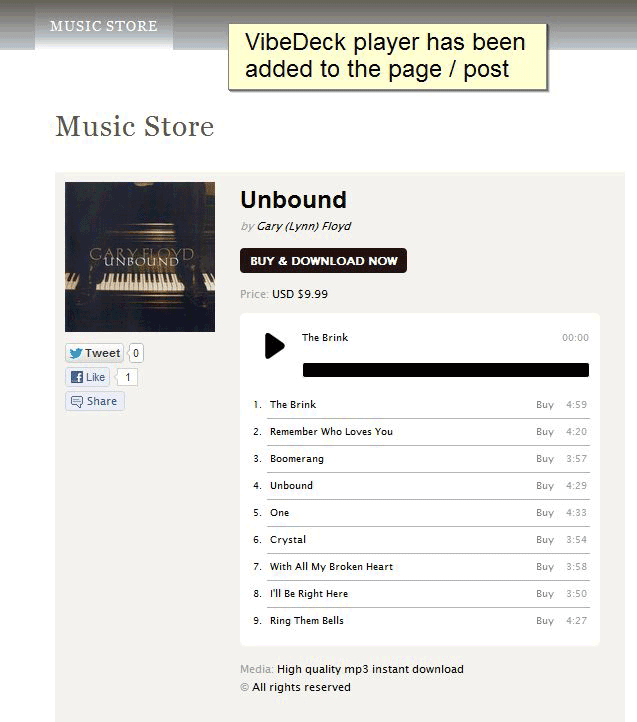 MUSIC STORE
VibeDeck player has been
added to the page / post
Music Store
GARY FLOYD
UNBOUND
Unbound
by Gary (Lynn) Floyd
BUY & DOWNLOAD NOW
Price: USD $9.99
The Brink 00:00
Tweet 0
Like 1
Share
1. The Brink Buy 4:59
2. Remember Who Loves You Buy 4:20
3. Boomerang Buy 3:57
4. Unbound Buy 4:29
5. One Buy 4:33
6. Crystal Buy 3:54
7. With All My Broken Heart Buy 3:58
8. I'll Be Right Here Buy 3:50
9. Ring Them Bells Buy 4:27
Media: High quality mp3 instant download
© All rights reserved